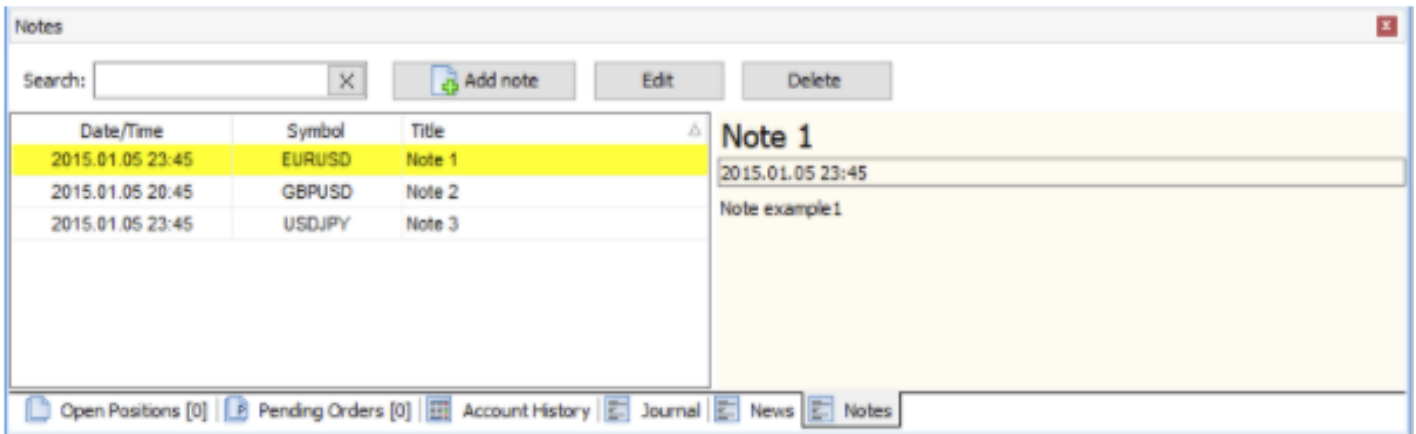 Notes
Search: Add note Edit Delete
Date/Time Symbol Title
2015.01.05 23:45 EURUSD Note 1
2015.01.05 20:45 GBPUSD Note 2
2015.01.05 23:45 USDJPY Note 3
Note 1
2015.01.05 23:45
Note example1
Open Positions [0] Pending Orders [0] Account History Journal News Notes